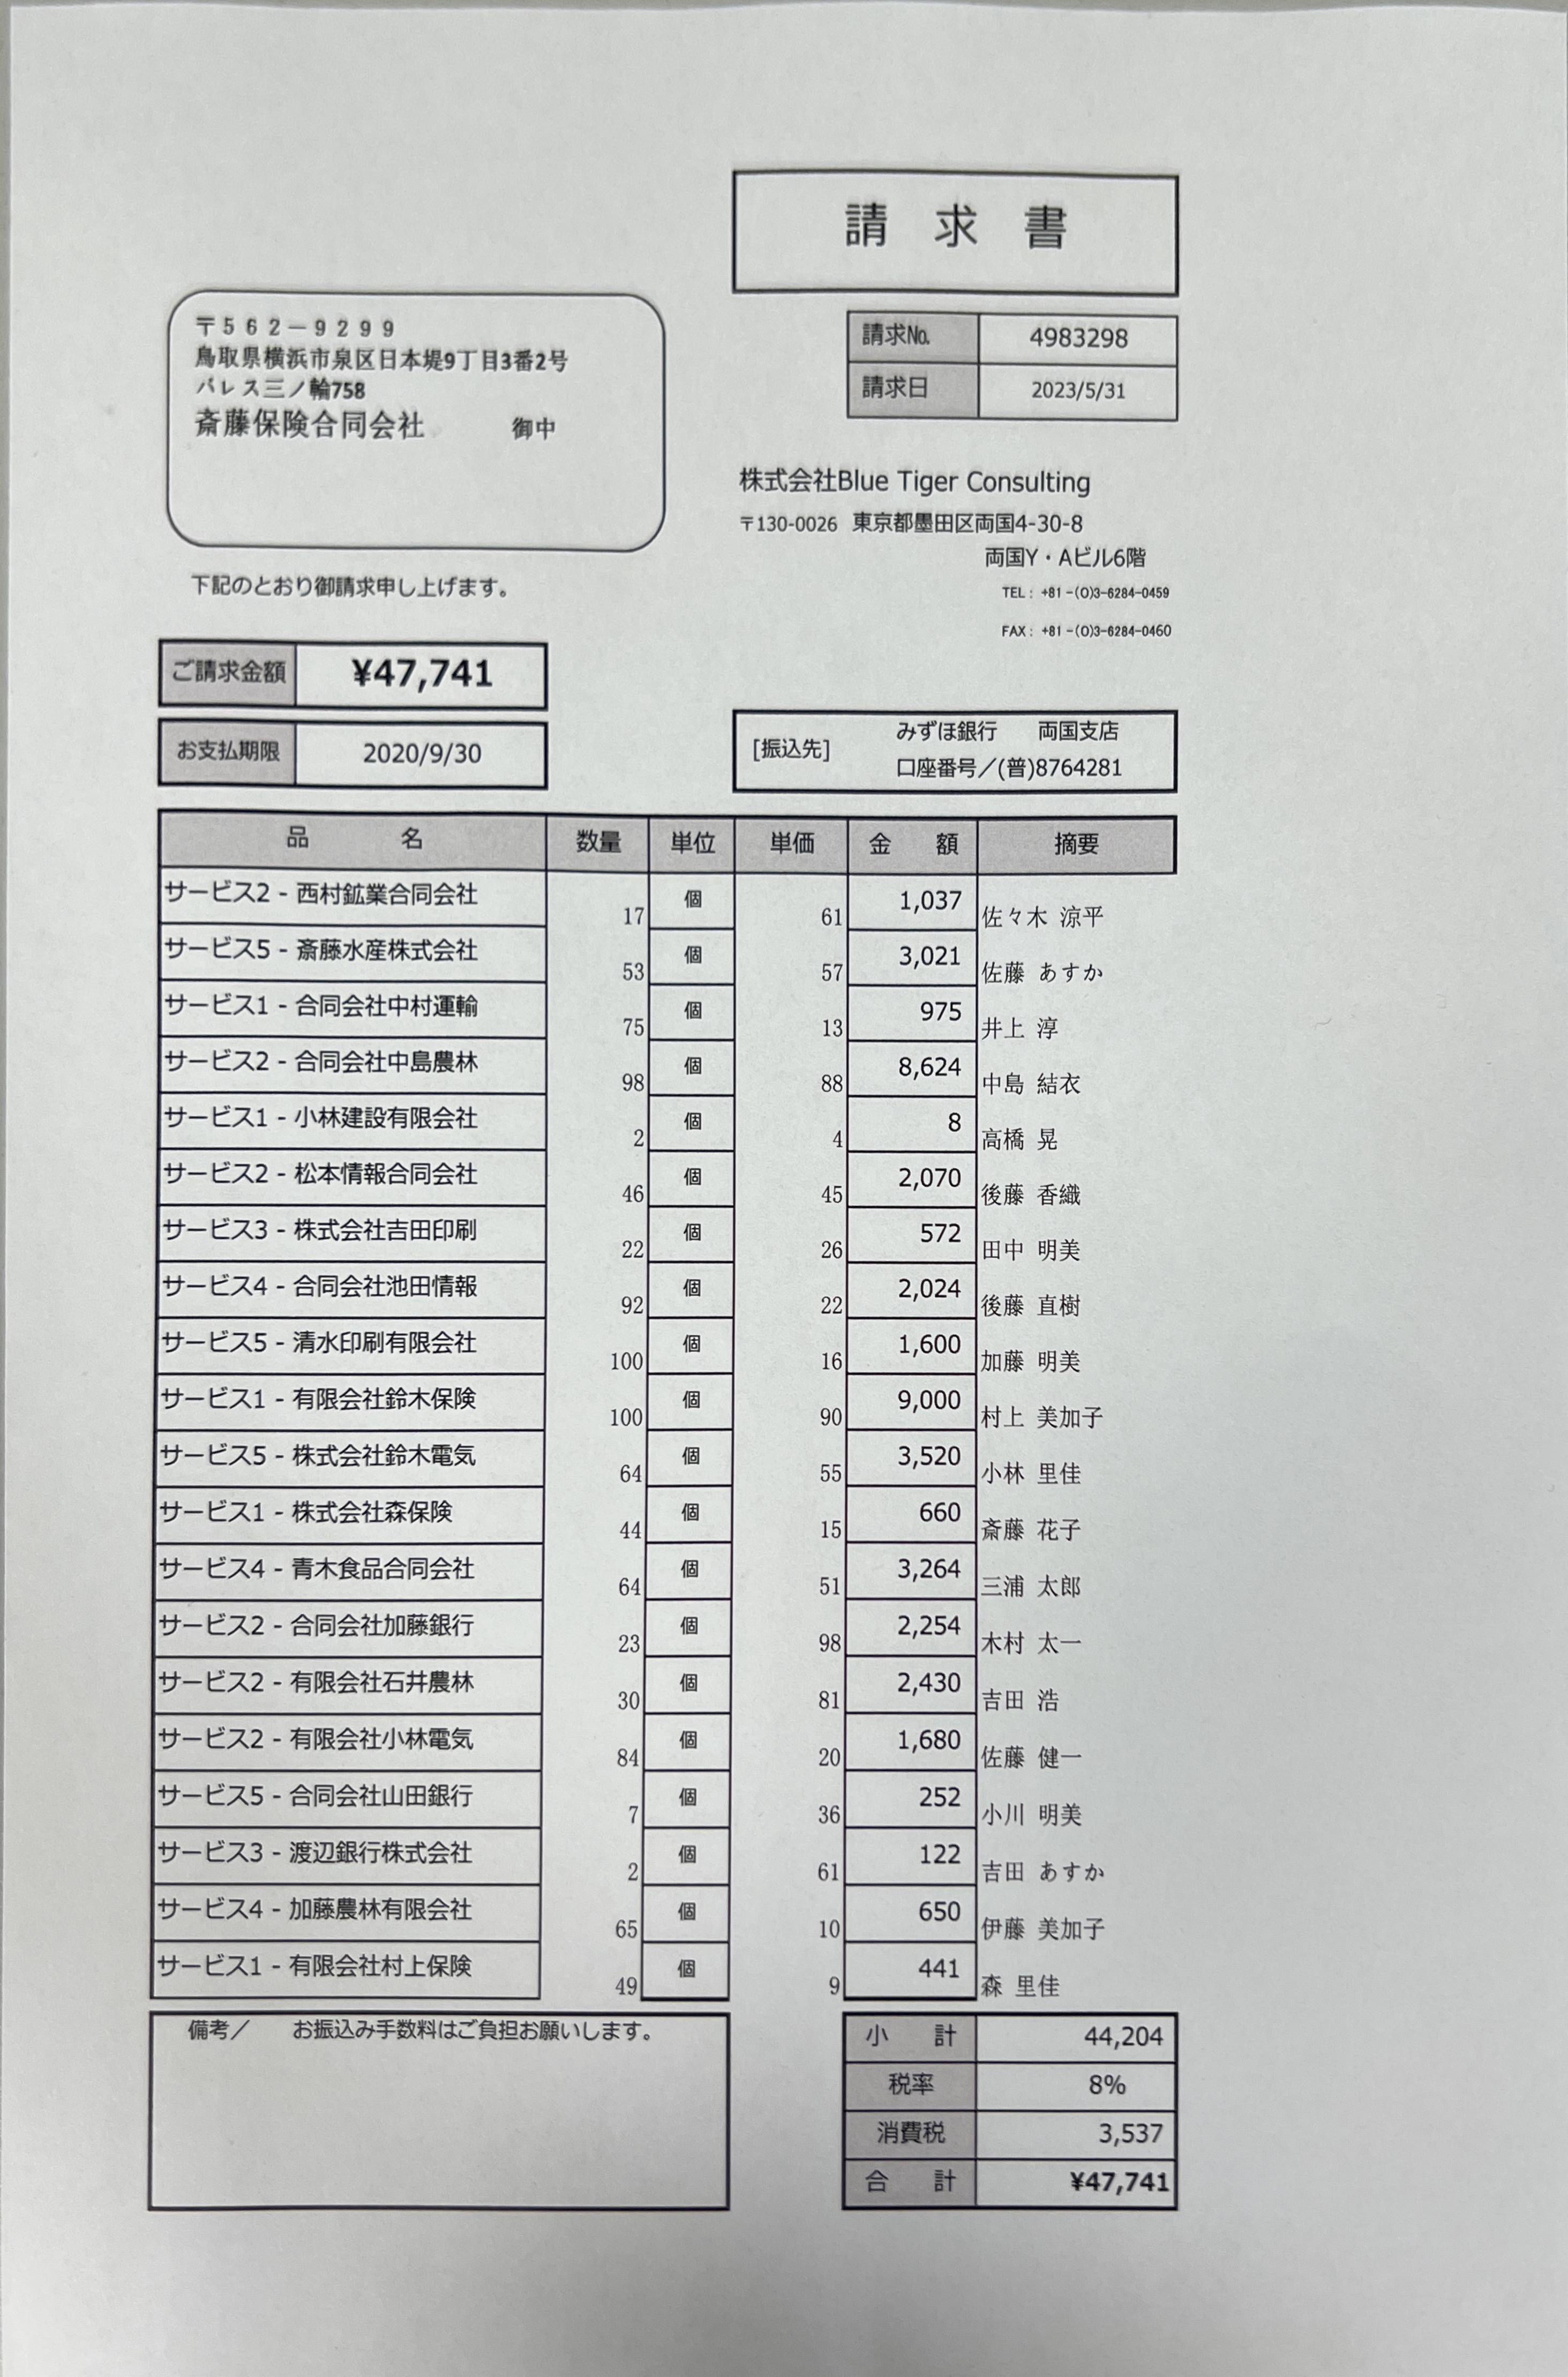 請 求 書
〒562－9299
鳥取県横浜市泉区日本堤9丁目3番2号
パレス三ノ輪758
斎藤保険合同会社 御中
請求No. 4983298
請求日 2023/5/31
株式会社Blue Tiger Consulting
〒130-0026 東京都墨田区両国4-30-8
両国Y・Aビル6階
TEL： +81 -(0)3-6284-0459
FAX： +81 -(0)3-6284-0460
下記のとおり御請求申し上げます。
ご請求金額 ¥47,741
お支払期限 2020/9/30
[振込先] みずほ銀行 両国支店
口座番号／(普)8764281
品 名 数量 単位 単価 金 額 摘要
サービス2 - 西村鉱業合同会社 17 個 61 1,037 佐々木 涼平
サービス5 - 斎藤水産株式会社 53 個 57 3,021 佐藤 あすか
サービス1 - 合同会社中村運輸 75 個 13 975 井上 淳
サービス2 - 合同会社中島農林 98 個 88 8,624 中島 結衣
サービス1 - 小林建設有限会社 2 個 4 8 高橋 晃
サービス2 - 松本情報合同会社 46 個 45 2,070 後藤 香織
サービス3 - 株式会社吉田印刷 22 個 26 572 田中 明美
サービス4 - 合同会社池田情報 92 個 22 2,024 後藤 直樹
サービス5 - 清水印刷有限会社 100 個 16 1,600 加藤 明美
サービス1 - 有限会社鈴木保険 100 個 90 9,000 村上 美加子
サービス5 - 株式会社鈴木電気 64 個 55 3,520 小林 里佳
サービス1 - 株式会社森保険 44 個 15 660 斎藤 花子
サービス4 - 青木食品合同会社 64 個 51 3,264 三浦 太郎
サービス2 - 合同会社加藤銀行 23 個 98 2,254 木村 太一
サービス2 - 有限会社石井農林 30 個 81 2,430 吉田 浩
サービス2 - 有限会社小林電気 84 個 20 1,680 佐藤 健一
サービス5 - 合同会社山田銀行 7 個 36 252 小川 明美
サービス3 - 渡辺銀行株式会社 2 個 61 122 吉田 あすか
サービス4 - 加藤農林有限会社 65 個 10 650 伊藤 美加子
サービス1 - 有限会社村上保険 49 個 9 441 森 里佳
備考／ お振込み手数料はご負担お願いします。
小 計 44,204
税率 8%
消費税 3,537
合 計 ¥47,741